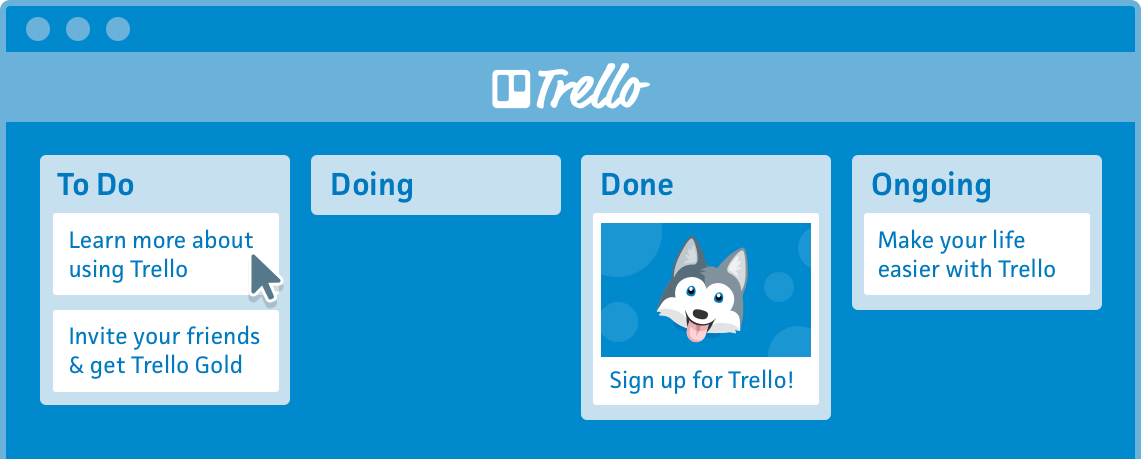 Trello
To Do
Learn more about
using Trello
Invite your friends
& get Trello Gold
Doing
Done
Sign up for Trello!
Ongoing
Make your life
easier with Trello